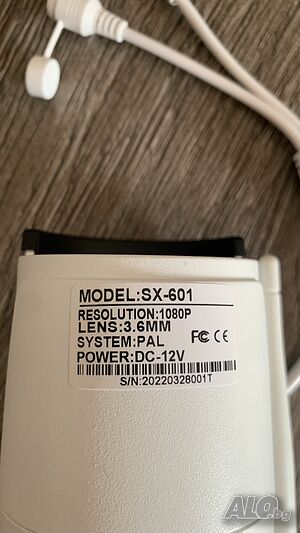 MODEL:SX-601
RESOLUTION:1080P
LENS:3.6MM
SYSTEM:PAL
FC CE
POWER:DC-12V
S/N:20220328001T
ALO.bg